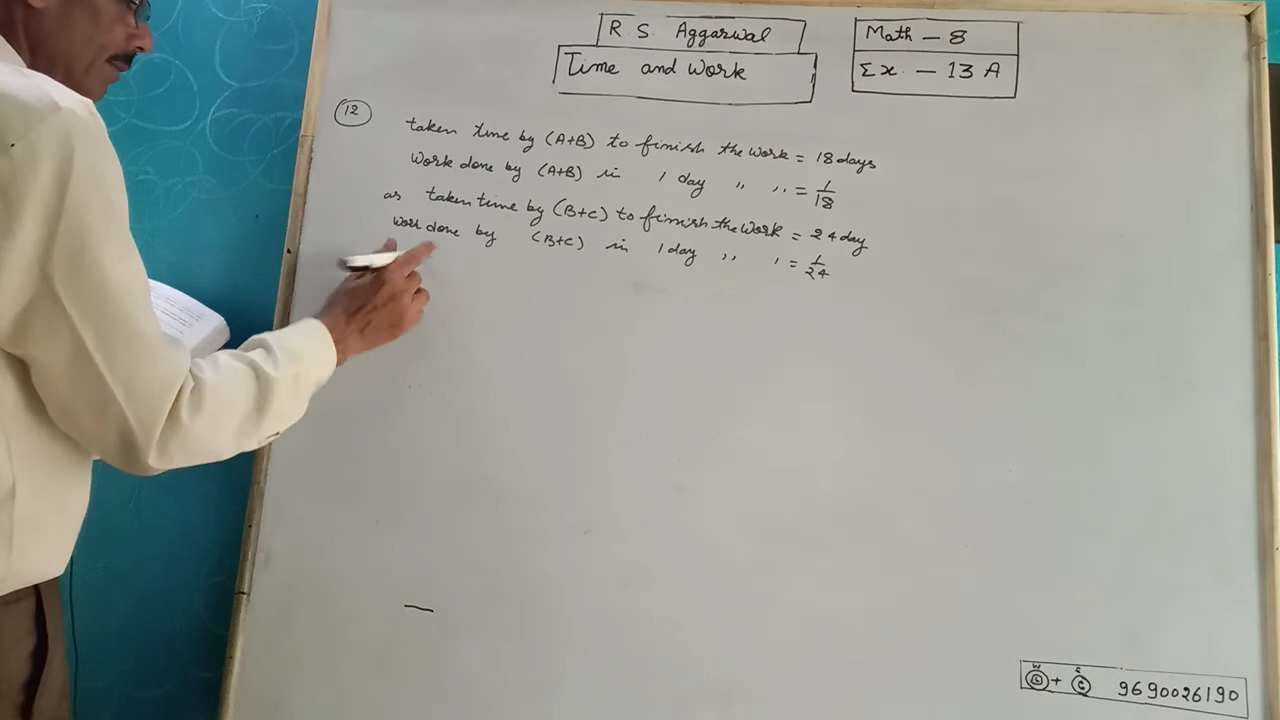 R S. Aggarwal
Time and Work
Math - 8
Ex. - 13 A
12
taken time by (A+B) to finish the work = 18 days
Work done by (A+B) in 1 day " " = 1/18
as taken time by (B+C) to finish the work = 24 day
Work done by (B+C) in 1 day " ' = 1/24
9690026190